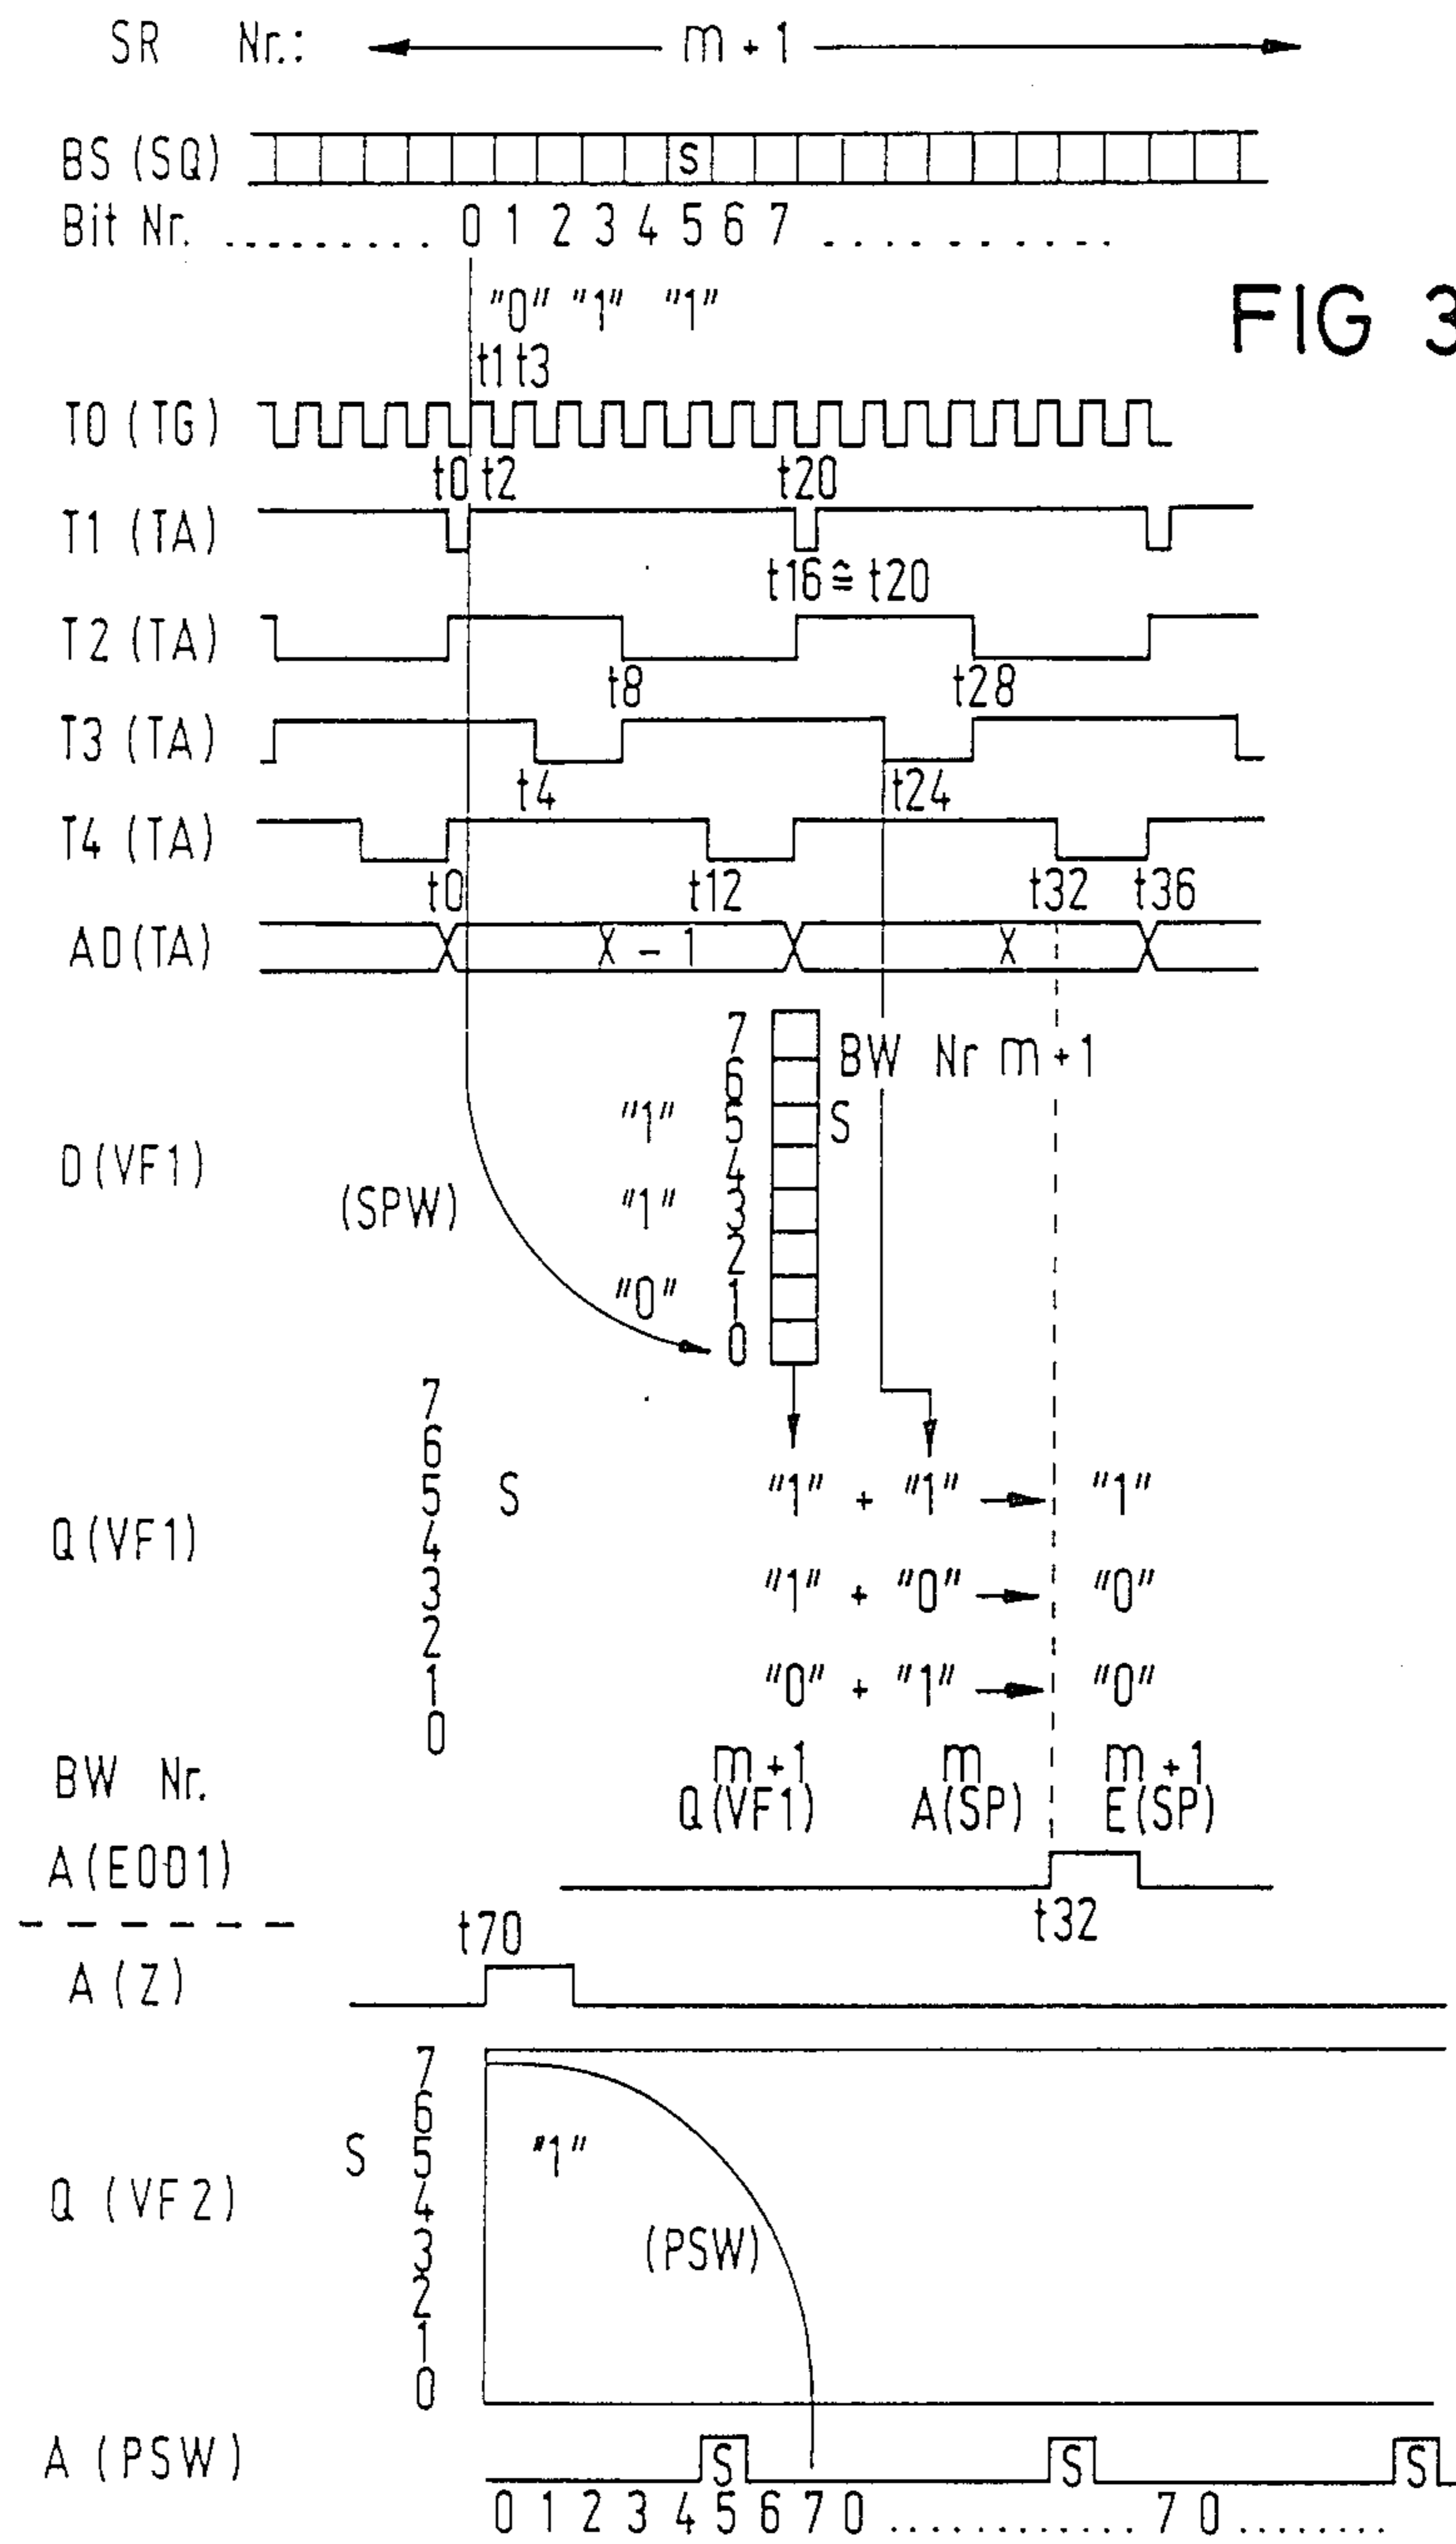 SR Nr.: m + 1
BS (SQ) S
Bit Nr. ......... 0 1 2 3 4 5 6 7 ...........
"0" "1" "1"
FIG 3
t1 t3
T0 (TG)
t0 t2 t20
T1 (TA)
t16 ≙ t20
T2 (TA)
t8 t28
T3 (TA)
t4 t24
T4 (TA)
t0 t12 t32 t36
AD(TA) X - 1 X
7 BW Nr m + 1
6
"1" 5 S
D(VF1) 4
(SPW) "1" 3
2
"0" 1
0
7
6
5 S "1" + "1" "1"
Q(VF1) 4
3 "1" + "0" "0"
2
1 "0" + "1" "0"
0
BW Nr. m + 1 m m + 1
Q(VF1) A(SP) E(SP)
A(EOD1)
t70 t32
A(Z)
7
6
S 5 "1"
Q (VF2) 4
3 (PSW)
2
1
0
A (PSW) S S S
0 1 2 3 4 5 6 7 0 ............ 7 0 ........